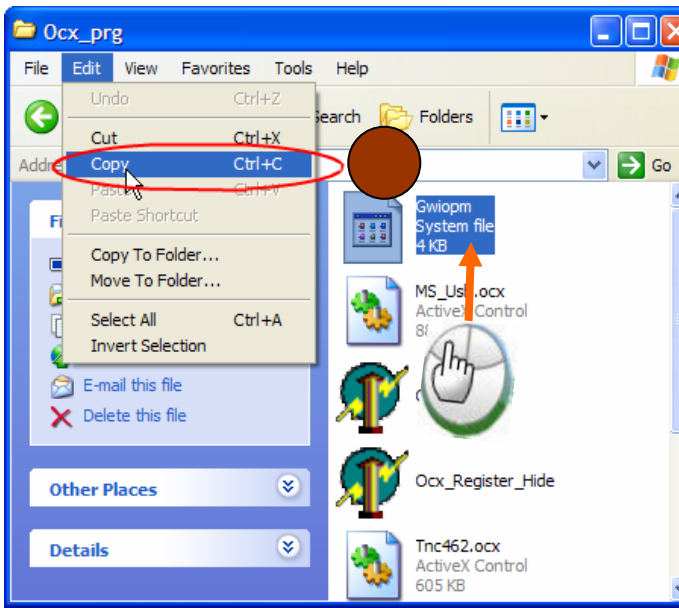 Ocx_prg
File Edit View Favorites Tools Help
Search Folders
Go
Undo Ctrl+Z
Cut Ctrl+X
Copy Ctrl+C
Paste Ctrl+V
Paste Shortcut
Copy To Folder...
Move To Folder...
Select All Ctrl+A
Invert Selection
E-mail this file
Delete this file
Other Places
Details
Gwiopm
System file
4 KB
MS_Usb.ocx
ActiveX Control
Ocx_Register_Hide
Tnc462.ocx
ActiveX Control
605 KB